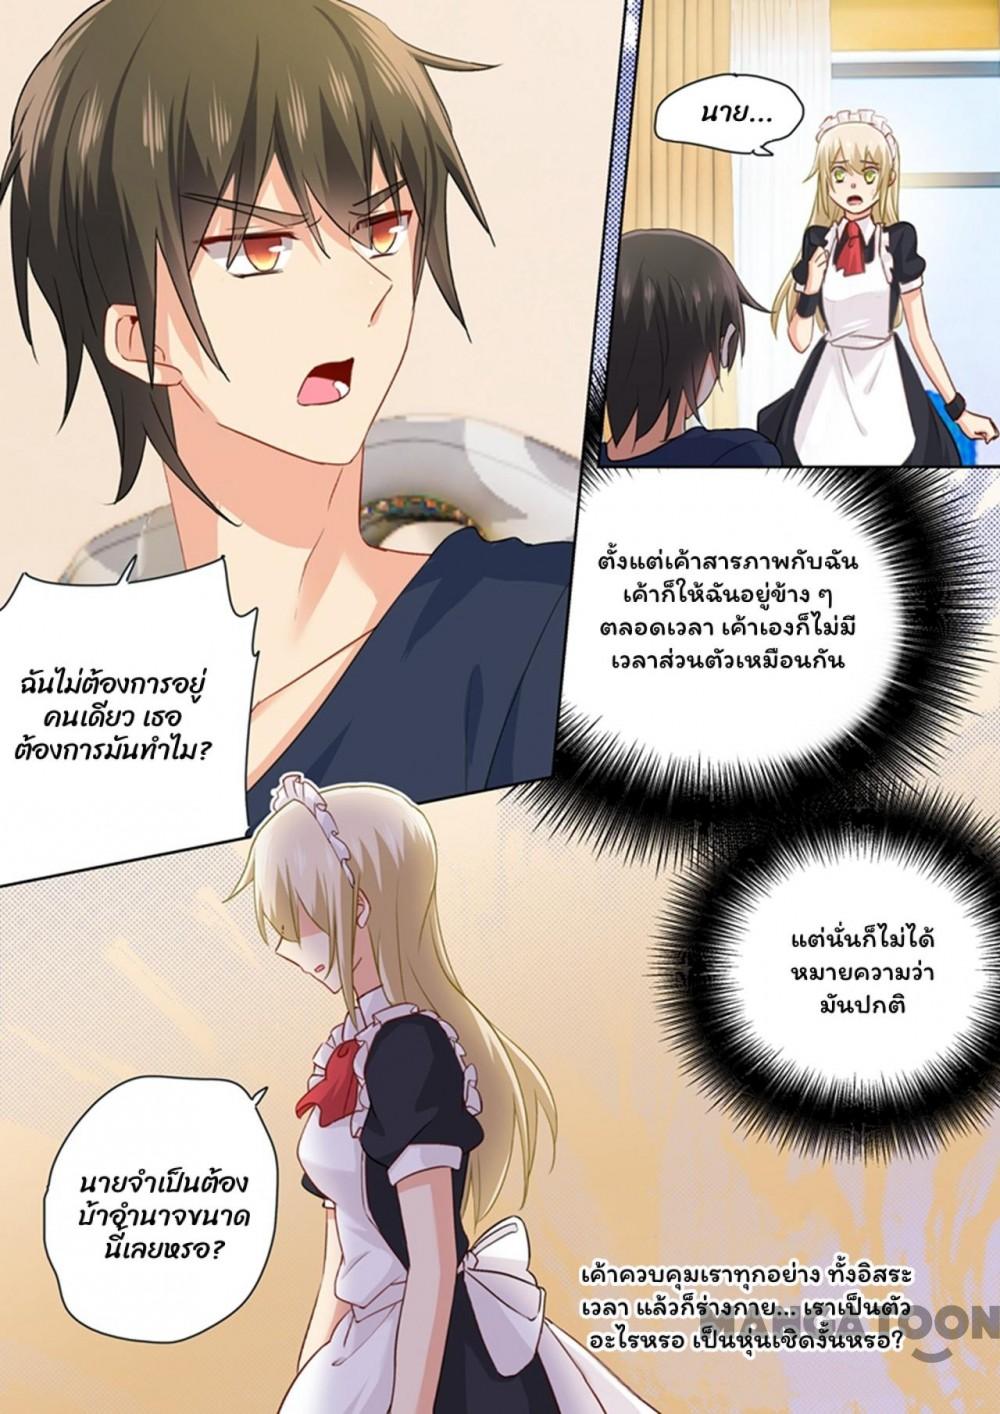 นาย...
ฉันไม่ต้องการอยู่
คนเดียว เธอ
ต้องการมันทำไม?
ตั้งแต่เค้าสารภาพกับฉัน
เค้าก็ให้ฉันอยู่ข้าง ๆ
ตลอดเวลา เค้าเองก็ไม่มี
เวลาส่วนตัวเหมือนกัน
แต่นั่นก็ไม่ได้
หมายความว่า
มันปกติ
นายจำเป็นต้อง
บ้าอำนาจขนาด
นี้เลยหรอ?
เค้าควบคุมเราทุกอย่าง ทั้งอิสระ
เวลา แล้วก็ร่างกาย... เราเป็นตัว
อะไรหรอ เป็นหุ่นเชิดงั้นหรอ?
MANGATOON